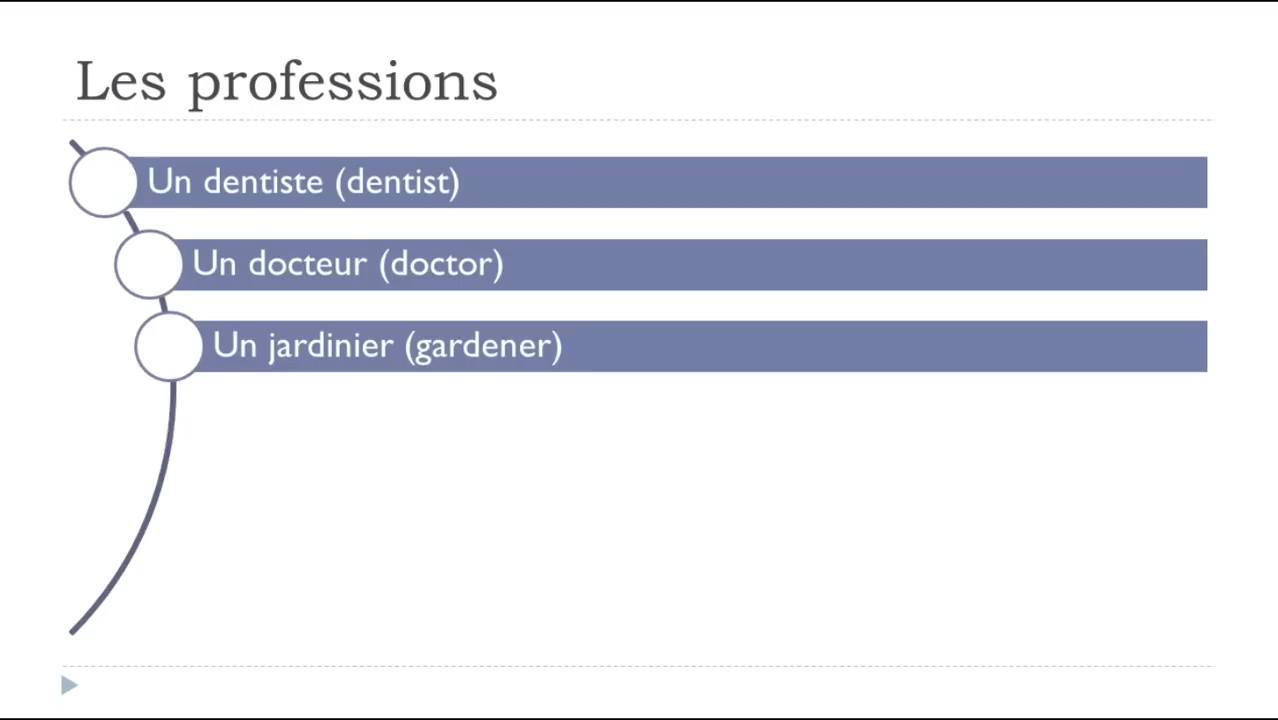 Les professions
Un dentiste (dentist)
Un docteur (doctor)
Un jardinier (gardener)